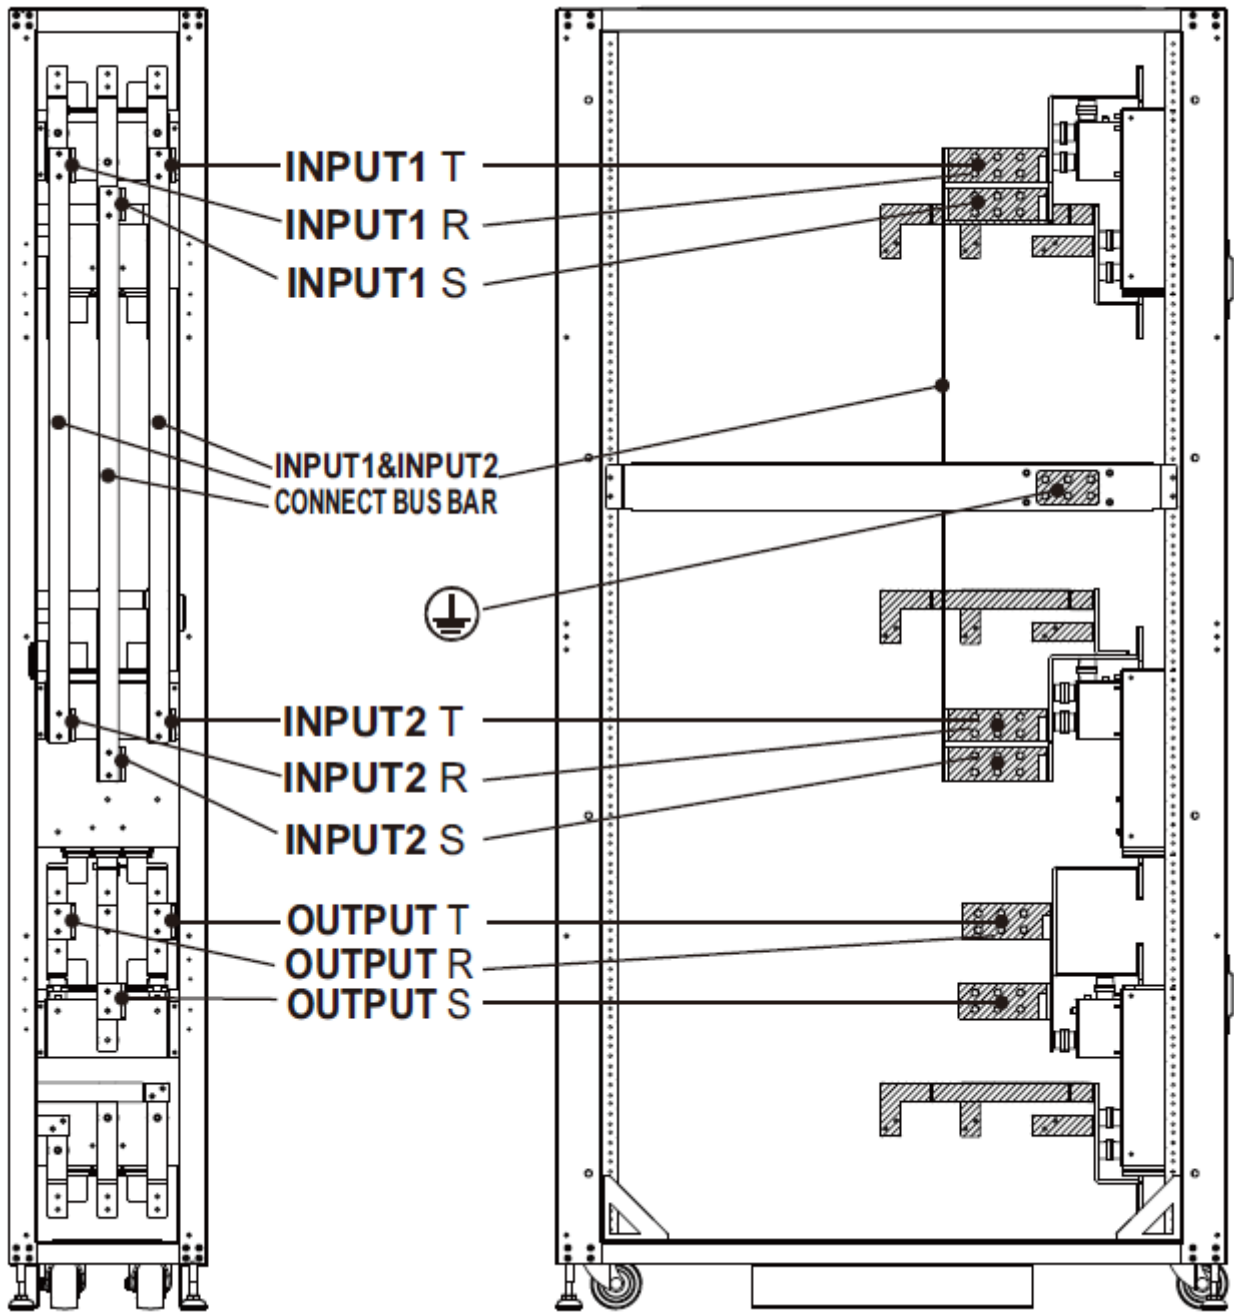 INPUT1 T
INPUT1 R
INPUT1 S
INPUT1&INPUT2
CONNECT BUS BAR
INPUT2 T
INPUT2 R
INPUT2 S
OUTPUT T
OUTPUT R
OUTPUT S